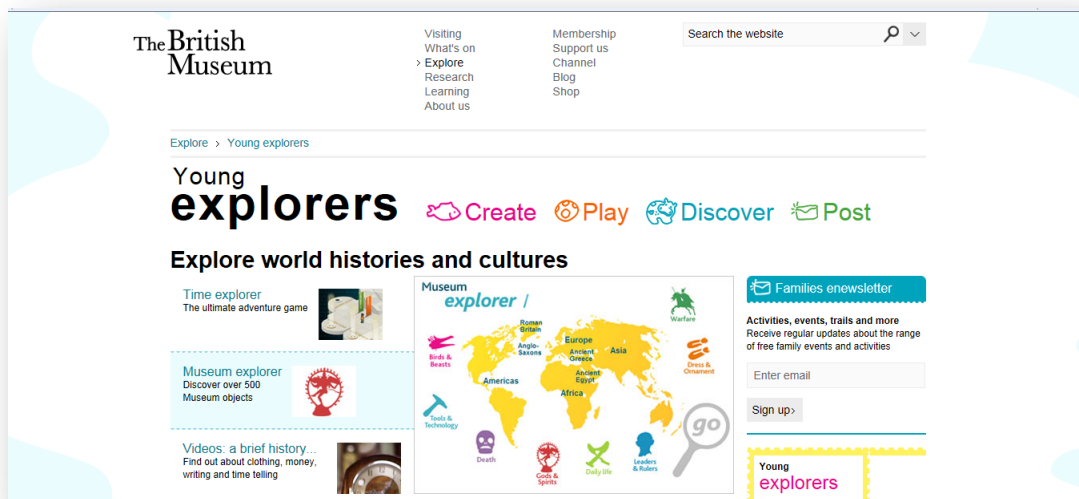 The British
Museum
Visiting
What's on
Explore
Research
Learning
About us
Membership
Support us
Channel
Blog
Shop
Search the website
Explore > Young explorers
Young
explorers
Create
Play
Discover
Post
Explore world histories and cultures
Time explorer
The ultimate adventure game
Museum explorer
Discover over 500
Museum objects
Videos: a brief history...
Find out about clothing, money,
writing and time telling
Museum
explorer /
Warfare
Roman
Britain
Anglo-
Saxons
Europe
Ancient
Greece
Asia
Birds &
Beasts
Dress &
Ornament
Americas
Ancient
Egypt
Africa
Tools &
Technology
go
Death
Gods &
Spirits
Daily life
Leaders
& Rulers
Families enewsletter
Activities, events, trails and more
Receive regular updates about the range
of free family events and activities
Enter email
Sign up>
Young
explorers